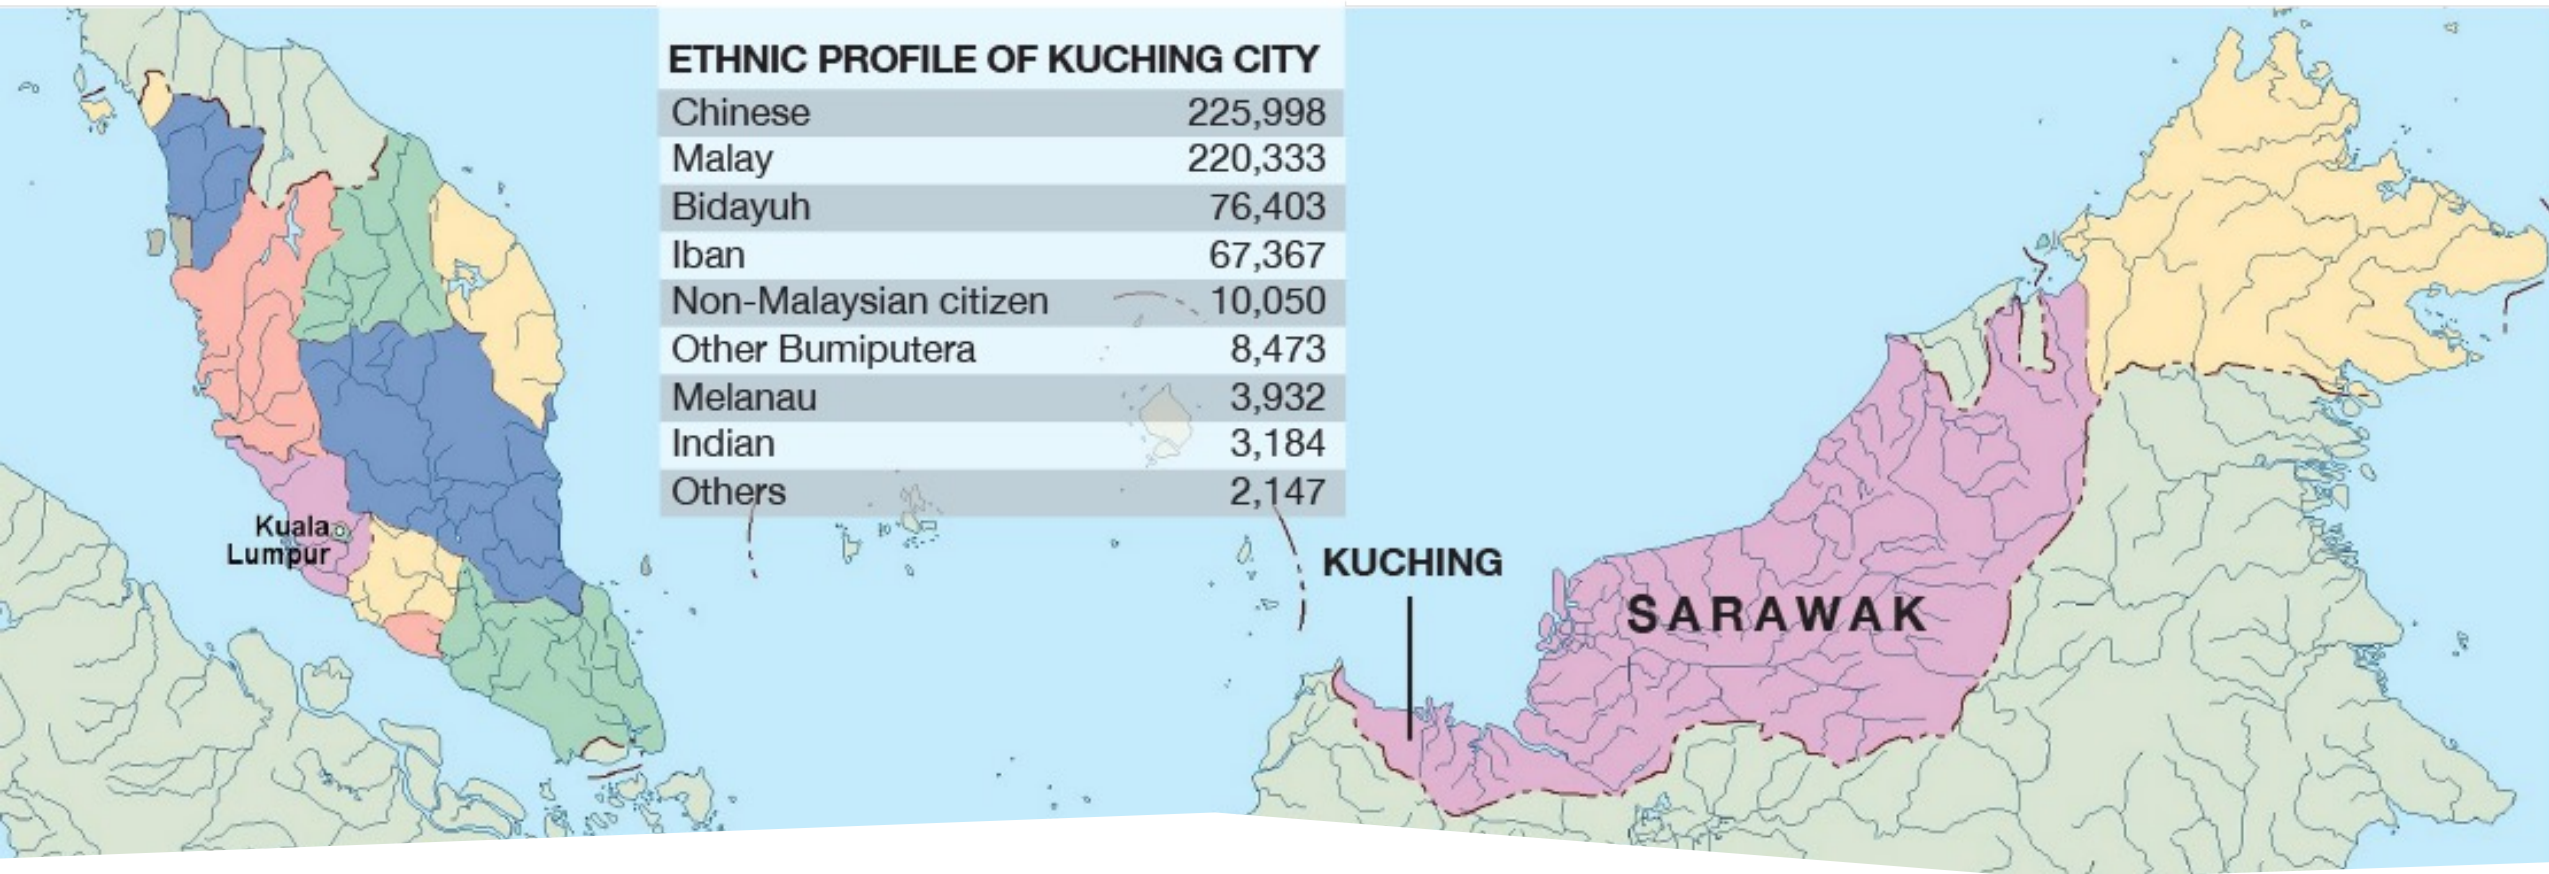 ETHNIC PROFILE OF KUCHING CITY
Chinese 225,998
Malay 220,333
Bidayuh 76,403
Iban 67,367
Non-Malaysian citizen 10,050
Other Bumiputera 8,473
Melanau 3,932
Indian 3,184
Others 2,147
Kuala
Lumpur
KUCHING
SARAWAK